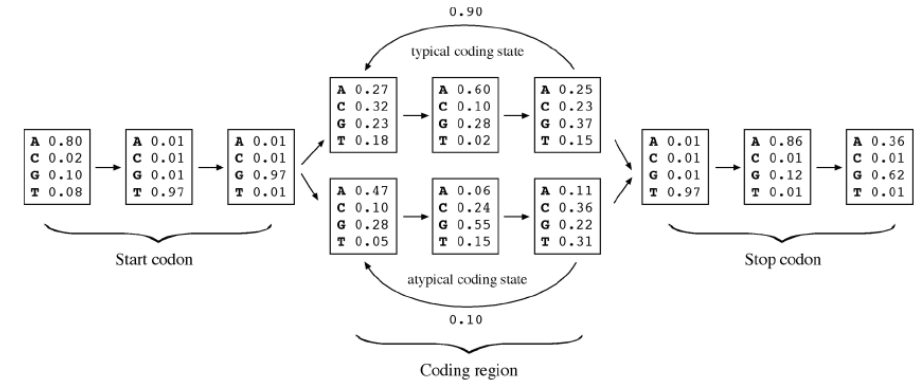 0.90
typical coding state
A 0.27
C 0.32
G 0.23
T 0.18
A 0.60
C 0.10
G 0.28
T 0.02
A 0.25
C 0.23
G 0.37
T 0.15
A 0.80
C 0.02
G 0.10
T 0.08
A 0.01
C 0.01
G 0.01
T 0.97
A 0.01
C 0.01
G 0.97
T 0.01
A 0.01
C 0.01
G 0.01
T 0.97
A 0.86
C 0.01
G 0.12
T 0.01
A 0.36
C 0.01
G 0.62
T 0.01
A 0.47
C 0.10
G 0.28
T 0.05
A 0.06
C 0.24
G 0.55
T 0.15
A 0.11
C 0.36
G 0.22
T 0.31
Start codon
Stop codon
atypical coding state
0.10
Coding region